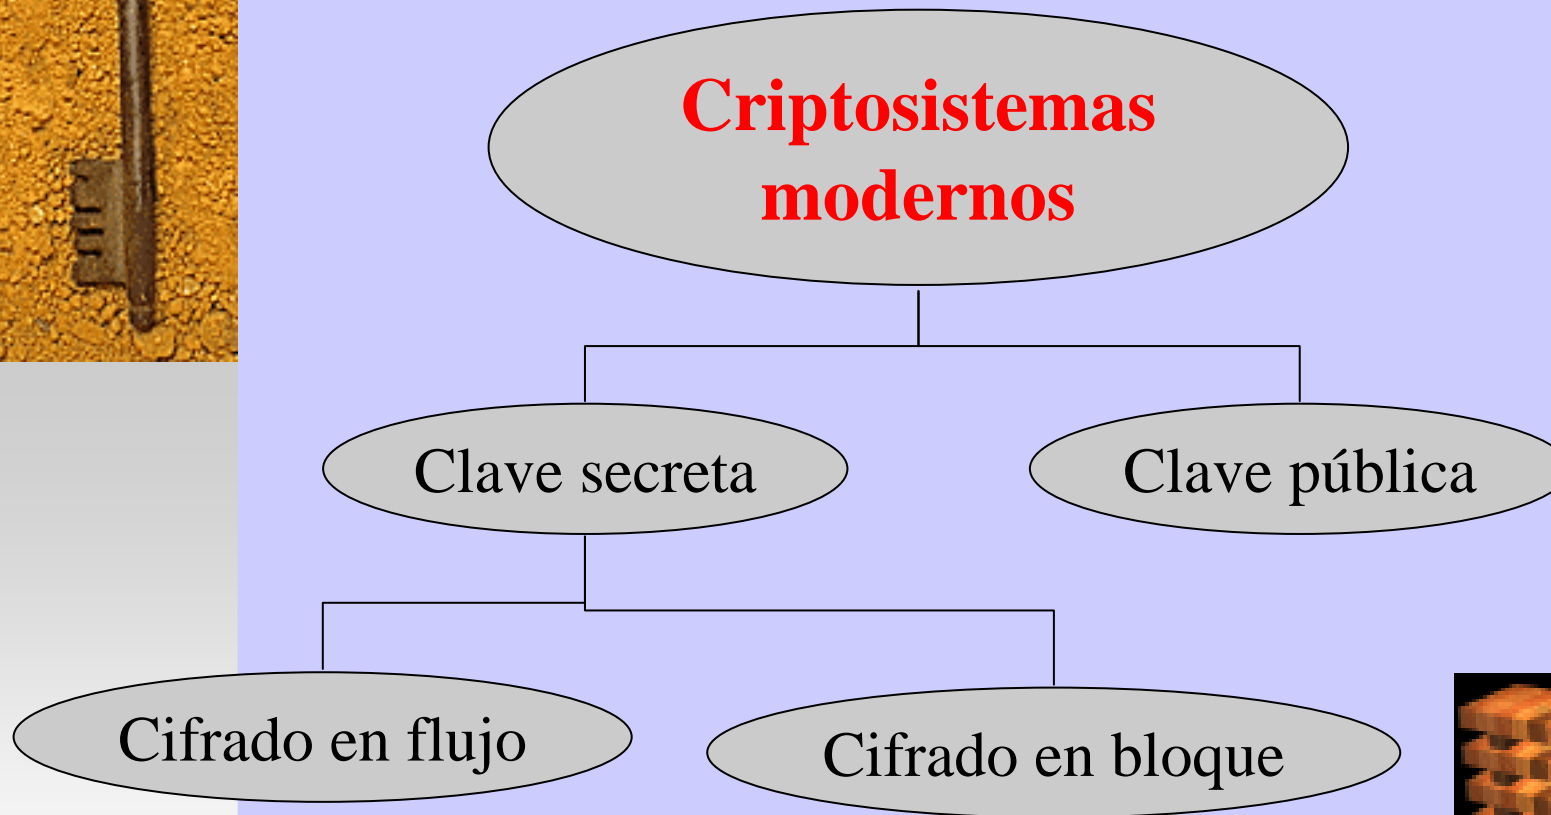 Criptosistemas
modernos
Clave secreta
Clave pública
Cifrado en flujo
Cifrado en bloque